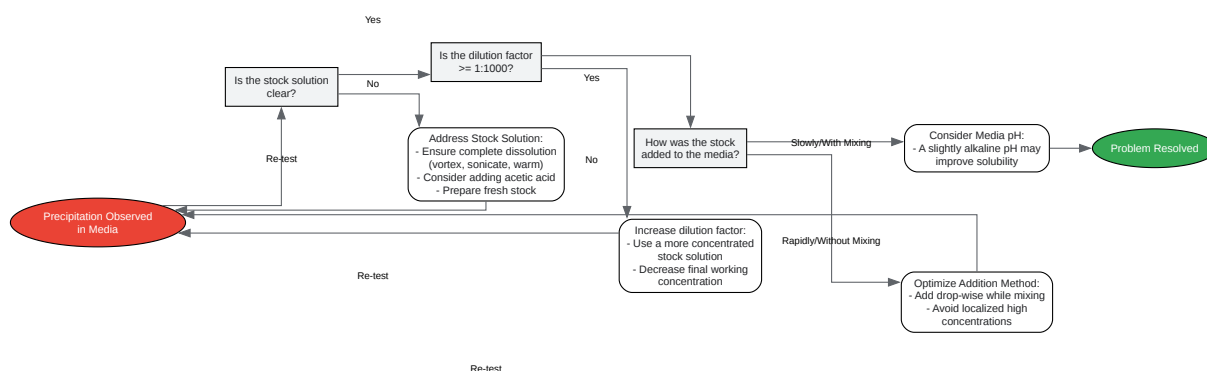 Yes
Is the dilution factor
>= 1:1000?
Is the stock solution
clear?
No
Yes
Address Stock Solution:
- Ensure complete dissolution
(vortex, sonicate, warm)
- Consider adding acetic acid
- Prepare fresh stock
How was the stock
added to the media?
Slowly/With Mixing
Consider Media pH:
- A slightly alkaline pH may
improve solubility
Problem Resolved
Re-test
No
Precipitation Observed
in Media
Increase dilution factor:
- Use a more concentrated
stock solution
- Decrease final working
concentration
Rapidly/Without Mixing
Re-test
Optimize Addition Method:
- Add drop-wise while mixing
- Avoid localized high
concentrations
Re-test